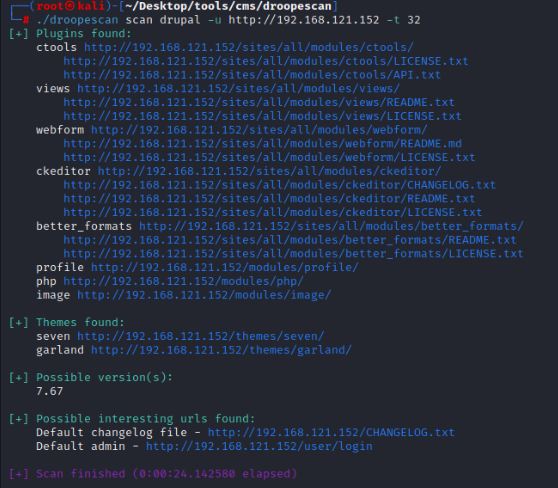 ┌──(root㉿kali)-[~/Desktop/tools/cms/droopescan]
└─# ./droopescan scan drupal -u http://192.168.121.152 -t 32
[+] Plugins found:
ctools http://192.168.121.152/sites/all/modules/ctools/
http://192.168.121.152/sites/all/modules/ctools/LICENSE.txt
http://192.168.121.152/sites/all/modules/ctools/API.txt
views http://192.168.121.152/sites/all/modules/views/
http://192.168.121.152/sites/all/modules/views/README.txt
http://192.168.121.152/sites/all/modules/views/LICENSE.txt
webform http://192.168.121.152/sites/all/modules/webform/
http://192.168.121.152/sites/all/modules/webform/README.md
http://192.168.121.152/sites/all/modules/webform/LICENSE.txt
ckeditor http://192.168.121.152/sites/all/modules/ckeditor/
http://192.168.121.152/sites/all/modules/ckeditor/CHANGELOG.txt
http://192.168.121.152/sites/all/modules/ckeditor/README.txt
http://192.168.121.152/sites/all/modules/ckeditor/LICENSE.txt
better_formats http://192.168.121.152/sites/all/modules/better_formats/
http://192.168.121.152/sites/all/modules/better_formats/README.txt
http://192.168.121.152/sites/all/modules/better_formats/LICENSE.txt
profile http://192.168.121.152/modules/profile/
php http://192.168.121.152/modules/php/
image http://192.168.121.152/modules/image/
[+] Themes found:
seven http://192.168.121.152/themes/seven/
garland http://192.168.121.152/themes/garland/
[+] Possible version(s):
7.67
[+] Possible interesting urls found:
Default changelog file - http://192.168.121.152/CHANGELOG.txt
Default admin - http://192.168.121.152/user/login
[+] Scan finished (0:00:24.142580 elapsed)